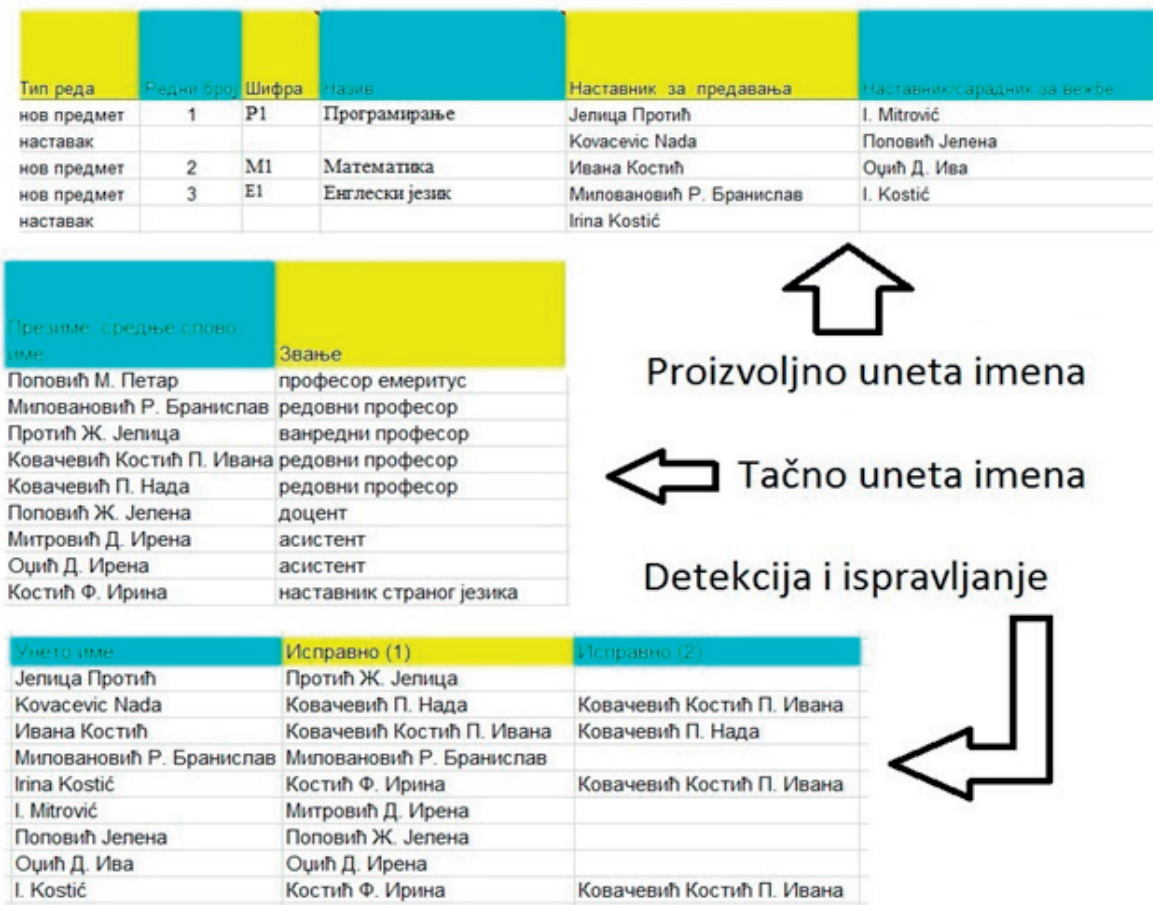 Тип реда Редни број Шифра Назив Наставник за предавања Наставник/сарадник за вежбе
нов предмет 1 P1 Програмирање Јелица Протић I. Mitrović
наставак Kovacevic Nada Поповић Јелена
нов предмет 2 M1 Математика Ивана Костић Оцић Д. Ива
нов предмет 3 E1 Енглески језик Миловановић Р. Бранислав I. Kostić
наставак Irina Kostić
Презиме, средње слово,
име Звање
Поповић М. Петар професор емеритус
Миловановић Р. Бранислав редовни професор
Протић Ж. Јелица ванредни професор
Ковачевић Костић П. Ивана редовни професор
Ковачевић П. Нада редовни професор
Поповић Ж. Јелена доцент
Митровић Д. Ирена асистент
Оцић Д. Ирена асистент
Костић Ф. Ирина наставник страног језика
Proizvoljno uneta imena
Tačno uneta imena
Detekcija i ispravljanje
Унето име Исправно (1) Исправно (2)
Јелица Протић Протић Ж. Јелица
Kovacevic Nada Ковачевић П. Нада Ковачевић Костић П. Ивана
Ивана Костић Ковачевић Костић П. Ивана Ковачевић П. Нада
Миловановић Р. Бранислав Миловановић Р. Бранислав
Irina Kostić Костић Ф. Ирина Ковачевић Костић П. Ивана
I. Mitrović Митровић Д. Ирена
Поповић Јелена Поповић Ж. Јелена
Оцић Д. Ива Оцић Д. Ирена
I. Kostić Костић Ф. Ирина Ковачевић Костић П. Ивана